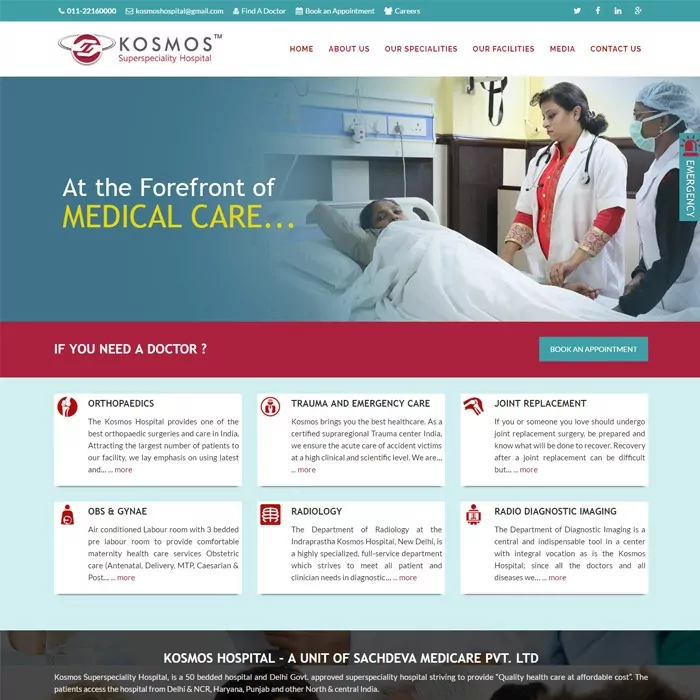 011-22160000 kosmoshospital@gmail.com Find A Doctor Book an Appointment Careers
KOSMOS™
Superspeciality Hospital
HOME ABOUT US OUR SPECIALITIES OUR FACILITIES MEDIA CONTACT US
At the Forefront of
MEDICAL CARE...
EMERGENCY
IF YOU NEED A DOCTOR ?
BOOK AN APPOINTMENT
ORTHOPAEDICS
The Kosmos Hospital provides one of the
best orthopaedic surgeries and care in India,
Attracting the largest number of patients to
our facility, we lay emphasis on using latest
and... ... more
TRAUMA AND EMERGENCY CARE
Kosmos brings you the best healthcare. As a
certified supraregional Trauma center India,
we ensure the acute care of accident victims
at a high clinical and scientific level. We are...
... more
JOINT REPLACEMENT
If you or someone you love should undergo
joint replacement surgery, be prepared and
know what will be done to recover. Recovery
after a joint replacement can be difficult
but... ... more
OBS & GYNAE
Air conditioned Labour room with 3 bedded
pre labour room to provide comfortable
maternity health care services Obstetric
care (Antenatal, Delivery, MTP, Caesarian &
Post... ... more
RADIOLOGY
The Department of Radiology at the
Indraprastha Kosmos Hospital, New Delhi, is
a highly specialized, full-service department
which strives to meet all patient and
clinician needs in diagnostic... ... more
RADIO DIAGNOSTIC IMAGING
The Department of Diagnostic Imaging is a
central and indispensable tool in a center
with integral vocation as is the Kosmos
Hospital; since all the doctors and all
diseases we... ... more
KOSMOS HOSPITAL – A UNIT OF SACHDEVA MEDICARE PVT. LTD
Kosmos Superspeciality Hospital, is a 50 bedded hospital and Delhi Govt. approved superspeciality hospital striving to provide "Quality health care at affordable cost". The
patients access the hospital from Delhi & NCR, Haryana, Punjab and other North & central India.